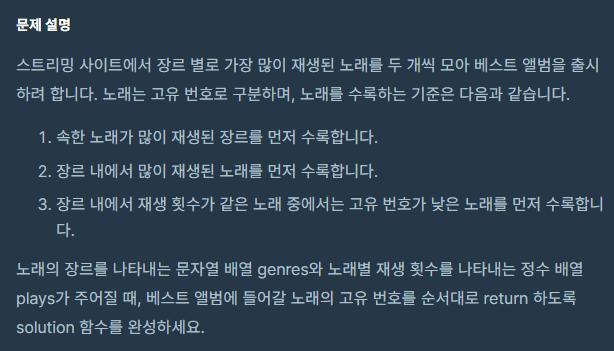 문제 설명
스트리밍 사이트에서 장르 별로 가장 많이 재생된 노래를 두 개씩 모아 베스트 앨범을 출시
하려 합니다. 노래는 고유 번호로 구분하며, 노래를 수록하는 기준은 다음과 같습니다.
1. 속한 노래가 많이 재생된 장르를 먼저 수록합니다.
2. 장르 내에서 많이 재생된 노래를 먼저 수록합니다.
3. 장르 내에서 재생 횟수가 같은 노래 중에서는 고유 번호가 낮은 노래를 먼저 수록합니
다.
노래의 장르를 나타내는 문자열 배열 genres와 노래별 재생 횟수를 나타내는 정수 배열
plays가 주어질 때, 베스트 앨범에 들어갈 노래의 고유 번호를 순서대로 return 하도록
solution 함수를 완성하세요.